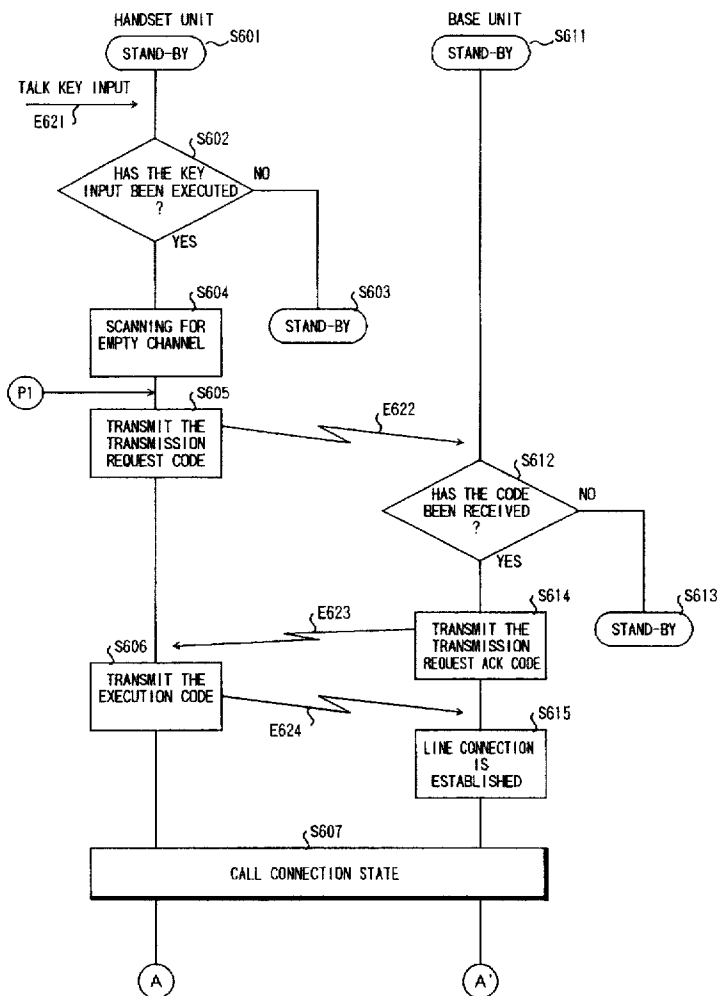 HANDSET UNIT
BASE UNIT
STAND-BY
S601
STAND-BY
S611
TALK KEY INPUT
E621
S602
HAS THE KEY
INPUT BEEN EXECUTED
?
NO
YES
S604
SCANNING FOR
EMPTY CHANNEL
S603
STAND-BY
P1
S605
TRANSMIT THE
TRANSMISSION
REQUEST CODE
E622
S612
HAS THE CODE
BEEN RECEIVED
?
NO
YES
S614
TRANSMIT THE
TRANSMISSION
REQUEST ACK CODE
S613
STAND-BY
E623
S606
TRANSMIT THE
EXECUTION CODE
E624
S615
LINE CONNECTION
IS
ESTABLISHED
S607
CALL CONNECTION STATE
A
A'